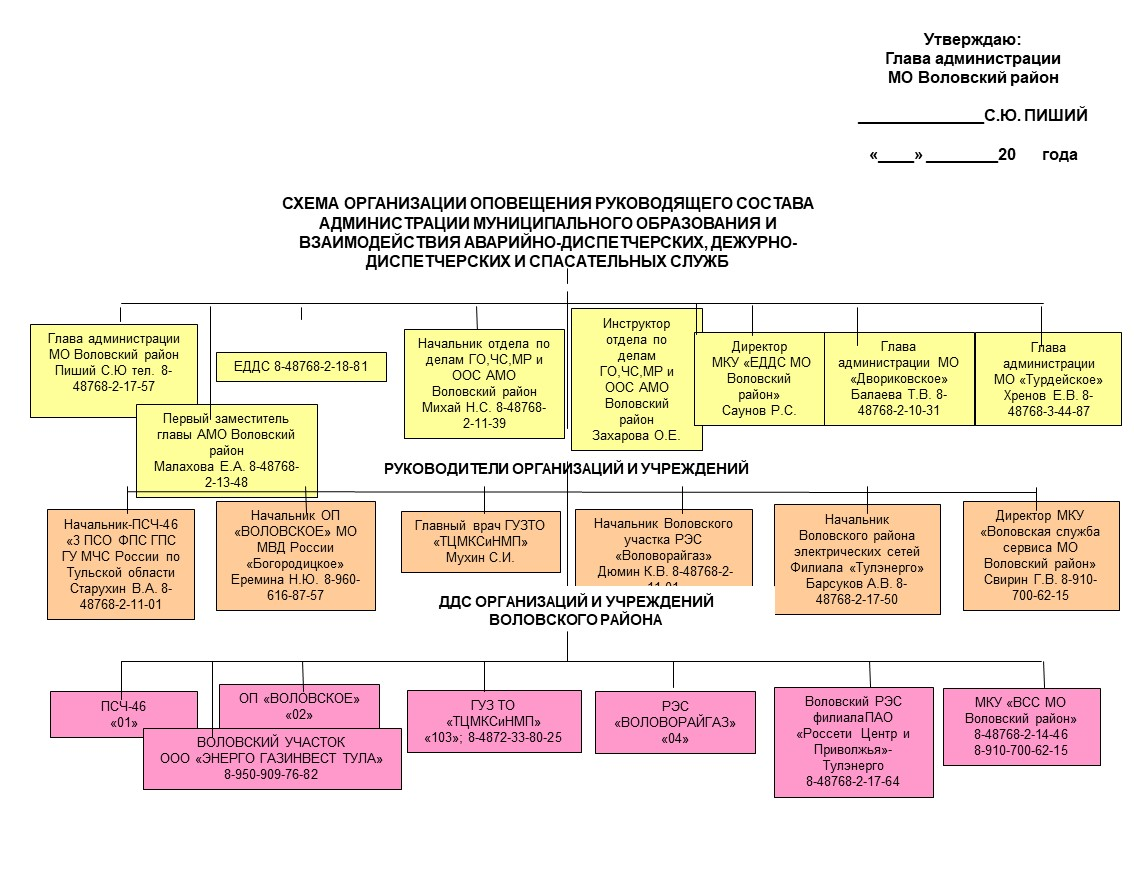 Утверждаю:
Глава администрации
МО Воловский район
______________С.Ю. ПИШИЙ
«____» ________20 года
СХЕМА ОРГАНИЗАЦИИ ОПОВЕЩЕНИЯ РУКОВОДЯЩЕГО СОСТАВА
АДМИНИСТРАЦИИ МУНИЦИПАЛЬНОГО ОБРАЗОВАНИЯ И
ВЗАИМОДЕЙСТВИЯ АВАРИЙНО-ДИСПЕТЧЕРСКИХ, ДЕЖУРНО-
ДИСПЕТЧЕРСКИХ И СПАСАТЕЛЬНЫХ СЛУЖБ
Глава администрации
МО Воловский район
Пиший С.Ю тел. 8-
48768-2-17-57
Первый заместитель
главы АМО Воловский
район
Малахова Е.А. 8-48768-
2-13-48
ЕДДС 8-48768-2-18-81
Начальник отдела по
делам ГО,ЧС,МР и
ООС АМО
Воловский район
Михай Н.С. 8-48768-
2-11-39
Инструктор
отдела по
делам
ГО,ЧС,МР и
ООС АМО
Воловский
район
Захарова О.Е.
Директор
МКУ «ЕДДС МО
Воловский
район»
Саунов Р.С.
Глава
администрации МО
«Двориковское»
Балаева Т.В. 8-
48768-2-10-31
Глава
администрации
МО «Турдейское»
Хренов Е.В. 8-
48768-3-44-87
РУКОВОДИТЕЛИ ОРГАНИЗАЦИЙ И УЧРЕЖДЕНИЙ
Начальник-ПСЧ-46
«3 ПСО ФПС ГПС
ГУ МЧС России по
Тульской области
Старухин В.А. 8-
48768-2-11-01
Начальник ОП
«ВОЛОВСКОЕ» МО
МВД России
«Богородицкое»
Еремина Н.Ю. 8-960-
616-87-57
Главный врач ГУЗТО
«ТЦМКСиНМП»
Мухин С.И.
Начальник Воловского
участка РЭС
«Воловорайгаз»
Дюмин К.В. 8-48768-2-
11-01
Начальник
Воловского района
электрических сетей
Филиала «Тулэнерго»
Барсуков А.В. 8-
48768-2-17-50
Директор МКУ
«Воловская служба
сервиса МО
Воловский район»
Свирин Г.В. 8-910-
700-62-15
ДДС ОРГАНИЗАЦИЙ И УЧРЕЖДЕНИЙ
ВОЛОВСКОГО РАЙОНА
ПСЧ-46
«01»
ОП «ВОЛОВСКОЕ»
«02»
ВОЛОВСКИЙ УЧАСТОК
ООО «ЭНЕРГО ГАЗИНВЕСТ ТУЛА»
8-950-909-76-82
ГУЗ ТО
«ТЦМКСиНМП»
«103»; 8-4872-33-80-25
РЭС
«ВОЛОВОРАЙГАЗ»
«04»
Воловский РЭС
филиалаПАО
«Россети Центр и
Приволжья»-
Тулэнерго
8-48768-2-17-64
МКУ «ВСС МО
Воловский район»
8-48768-2-14-46
8-910-700-62-15